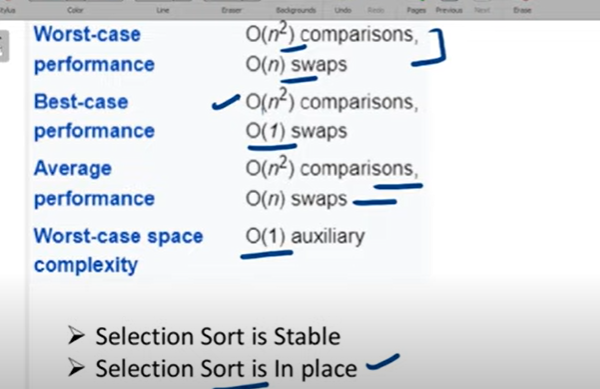 Stylus Color Line Eraser Backgrounds Undo Redo Pages Previous Next Erase
Worst-case O(n²) comparisons,
performance O(n) swaps
Best-case O(n²) comparisons,
performance O(1) swaps
Average O(n²) comparisons,
performance O(n) swaps
Worst-case space O(1) auxiliary
complexity
➤ Selection Sort is Stable
➤ Selection Sort is In place